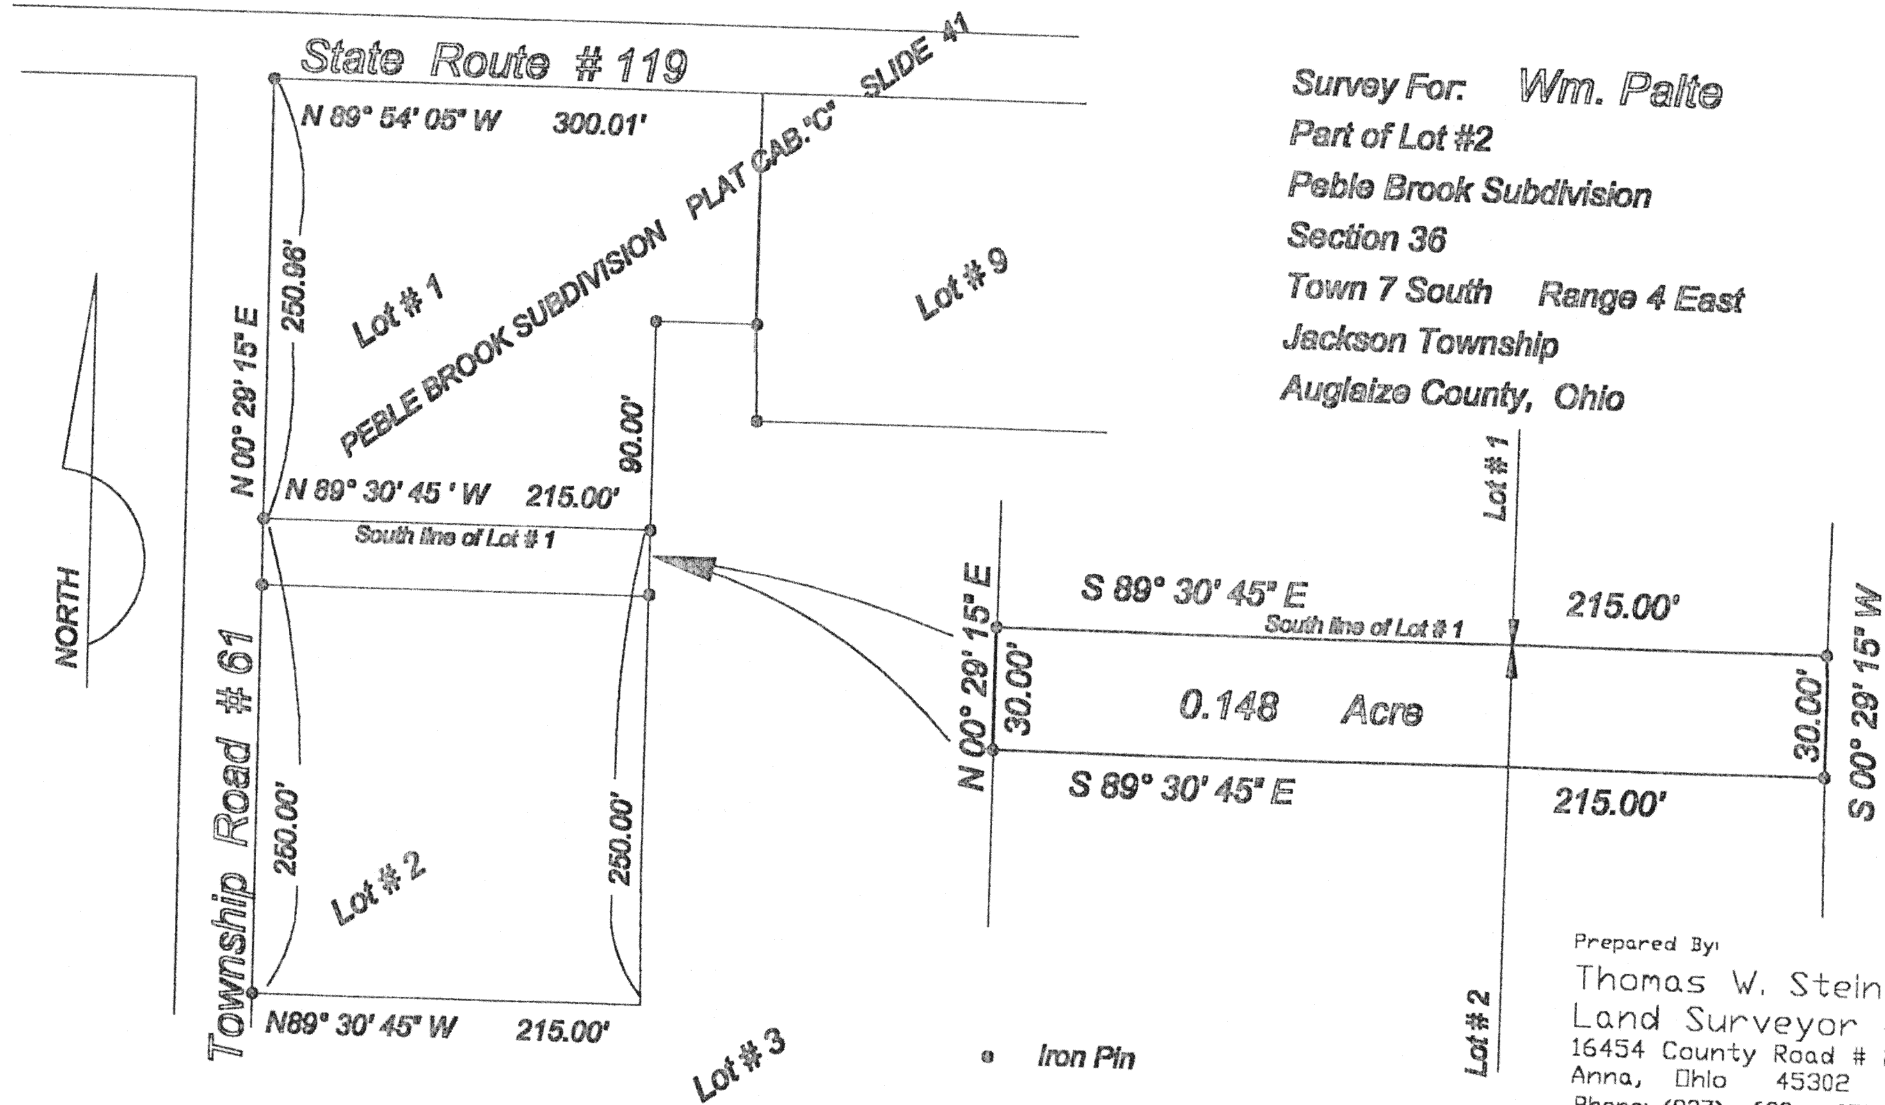 State Route # 119
N 89° 54' 05" W 300.01'
PEBLE BROOK SUBDIVISION PLAT CAB."C" SLIDE 41
Lot # 1
Lot # 9
250.96'
N 00° 29' 15" E
90.00'
N 89° 30' 45 ' W 215.00'
South line of Lot # 1
NORTH
Township Road # 61
250.00'
250.00'
Lot # 2
N89° 30' 45" W 215.00'
Lot # 3
Survey For: Wm. Palte
Part of Lot #2
Peble Brook Subdivision
Section 36
Town 7 South Range 4 East
Jackson Township
Auglaize County, Ohio
Lot # 1
S 89° 30' 45" E 215.00'
South line of Lot # 1
N 00° 29' 15" E
30.00'
0.148 Acre
30.00'
S 00° 29' 15" W
S 89° 30' 45" E 215.00'
Lot # 2
Iron Pin
Prepared By:
Thomas W. Stein
Land Surveyor
16454 County Road #
Anna, Ohio 45302
Phone: (937)